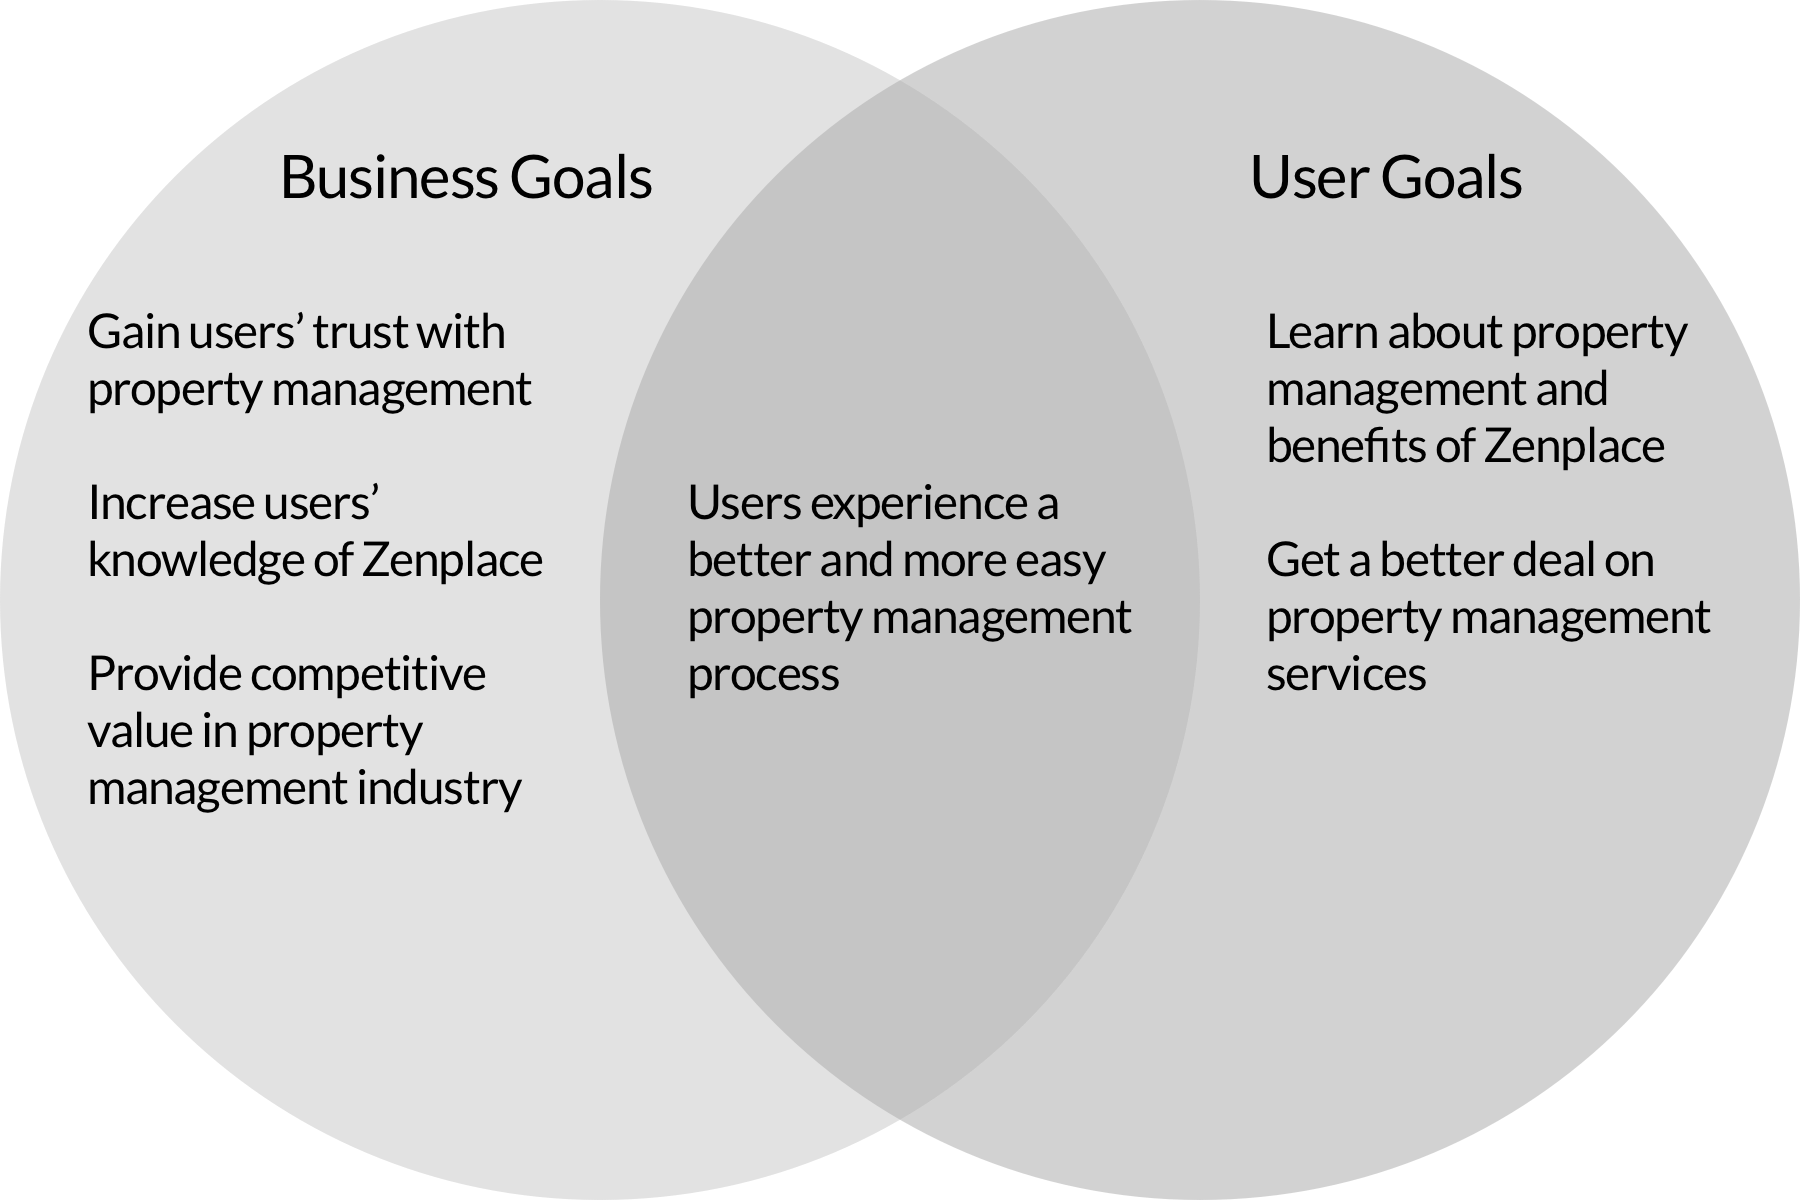 Business Goals
Gain users’ trust with
property management
Increase users’
knowledge of Zenplace
Provide competitive
value in property
management industry
Users experience a
better and more easy
property management
process
User Goals
Learn about property
management and
benefits of Zenplace
Get a better deal on
property management
services